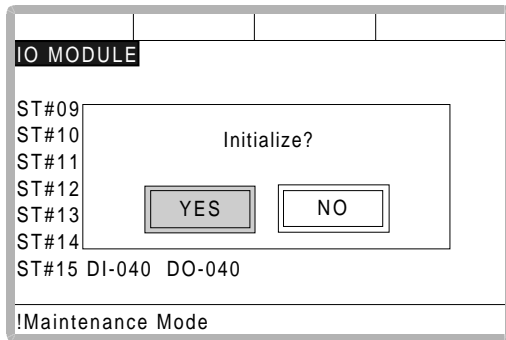 IO MODULE
ST#09
ST#10
Initialize?
ST#11
ST#12
YES NO
ST#13
ST#14
ST#15 DI-040 DO-040
!Maintenance Mode